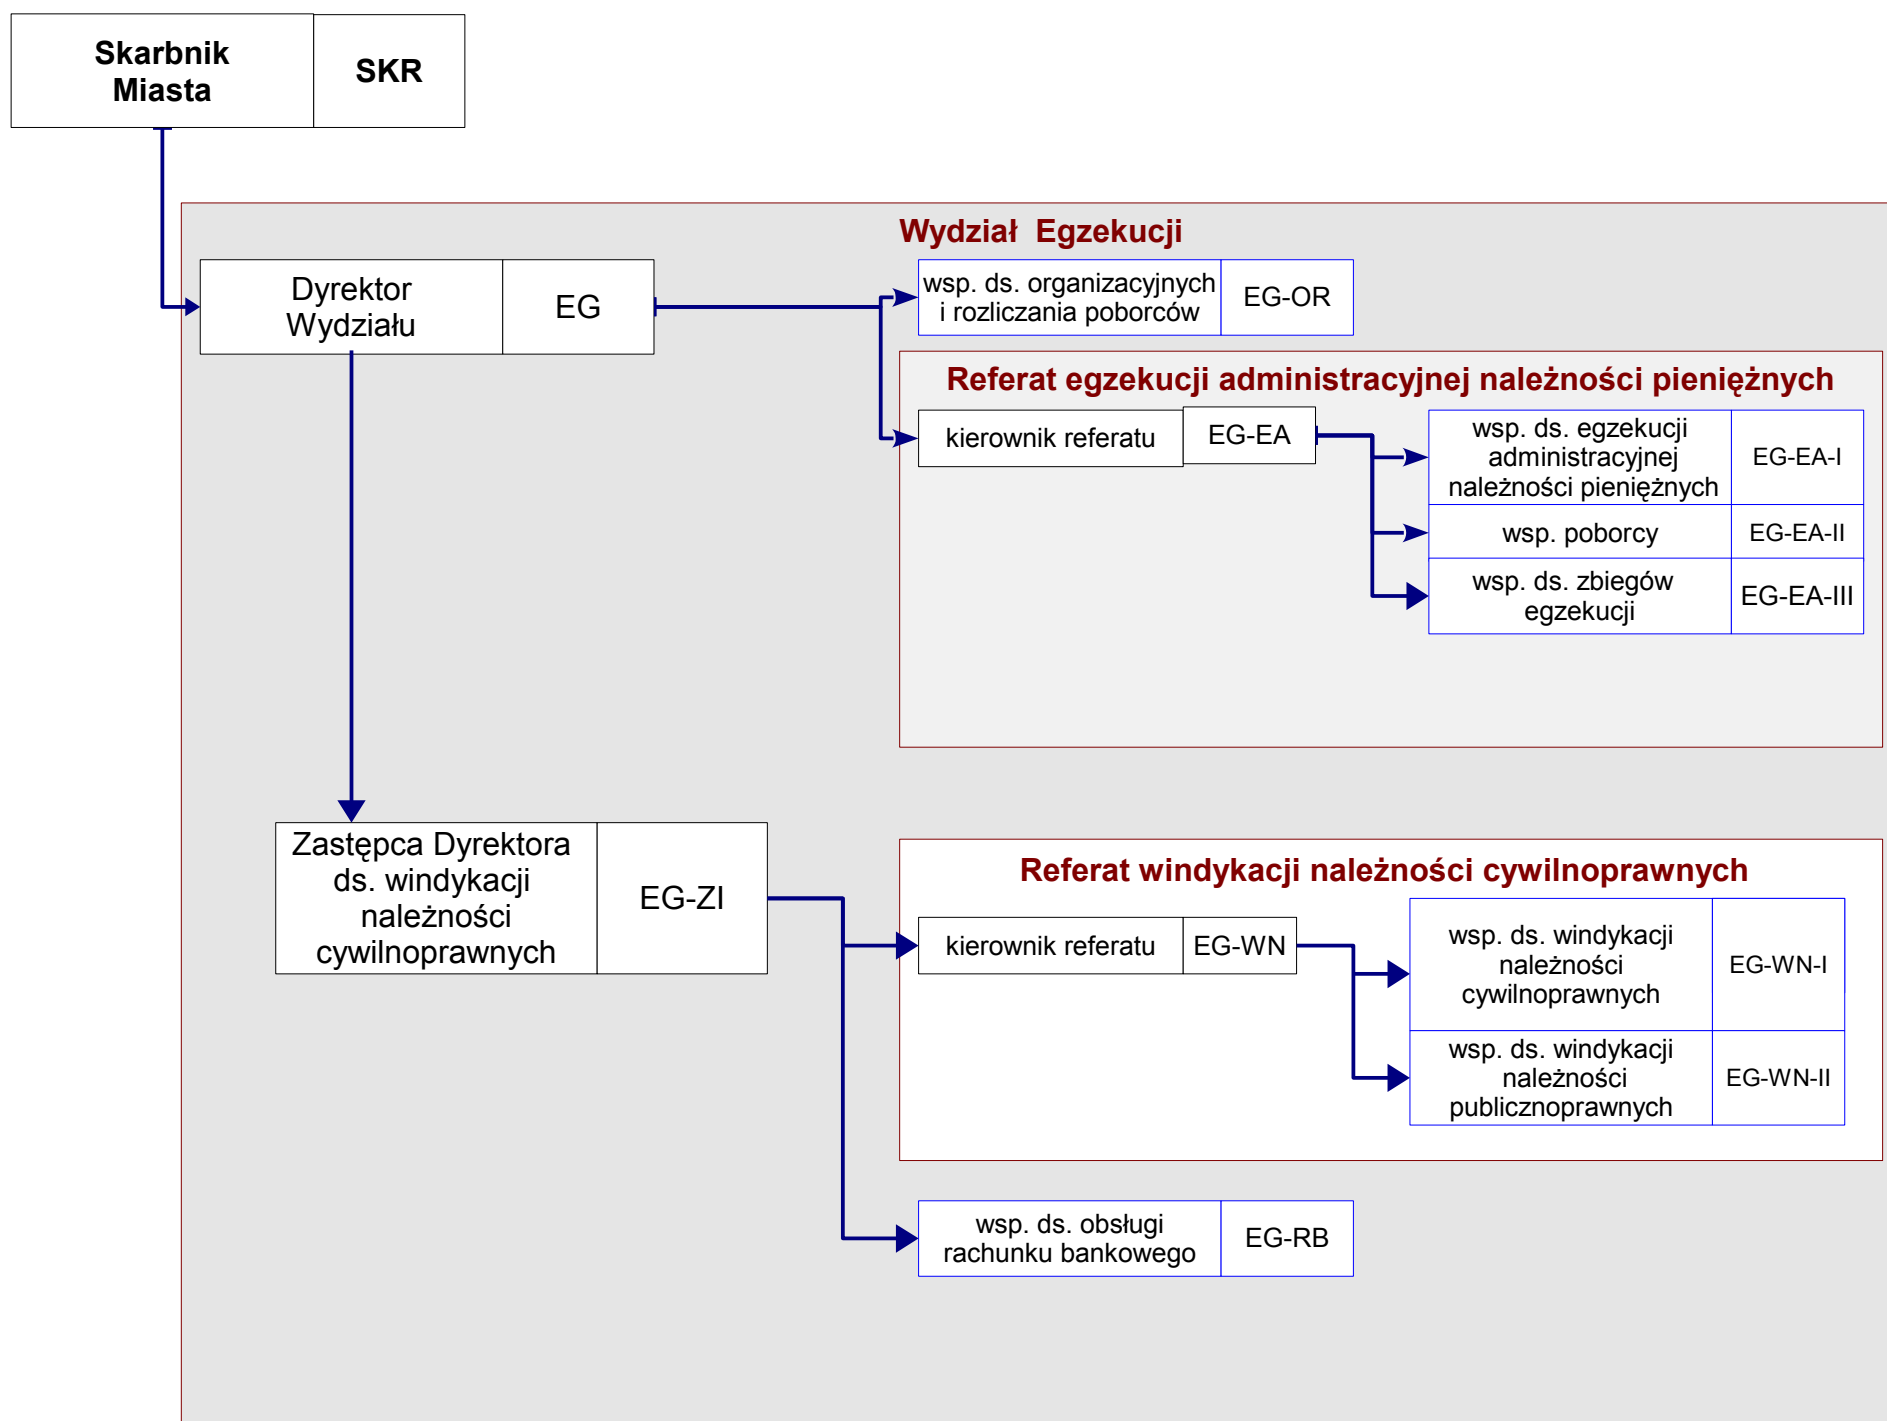 Skarbnik
Miasta
SKR
Wydział Egzekucji
Dyrektor
Wydziału
EG
wsp. ds. organizacyjnych
i rozliczania poborców
EG-OR
Referat egzekucji administracyjnej należności pieniężnych
kierownik referatu
EG-EA
wsp. ds. egzekucji
administracyjnej
należności pieniężnych
EG-EA-I
wsp. poborcy
EG-EA-II
wsp. ds. zbiegów
egzekucji
EG-EA-III
Zastępca Dyrektora
ds. windykacji
należności
cywilnoprawnych
EG-ZI
Referat windykacji należności cywilnoprawnych
kierownik referatu
EG-WN
wsp. ds. windykacji
należności
cywilnoprawnych
EG-WN-I
wsp. ds. windykacji
należności
publicznoprawnych
EG-WN-II
wsp. ds. obsługi
rachunku bankowego
EG-RB